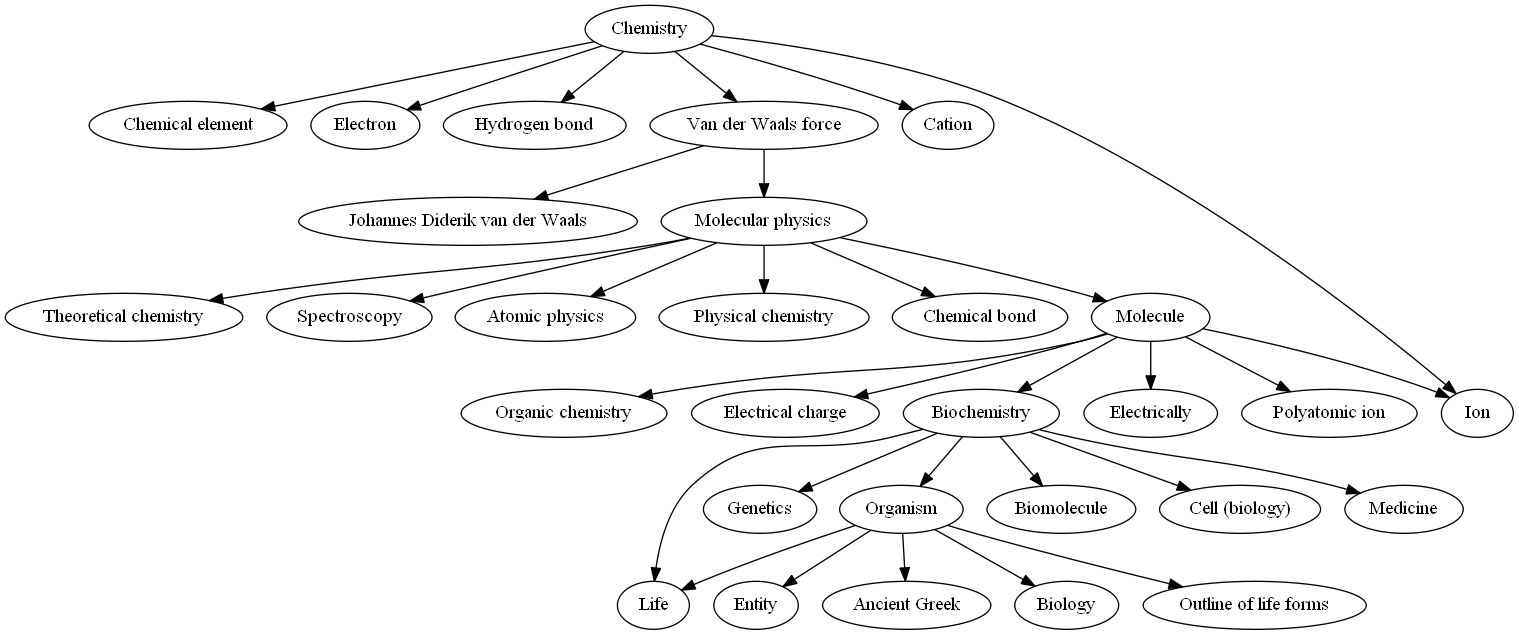 Chemistry
Chemical element
Electron
Hydrogen bond
Van der Waals force
Cation
Johannes Diderik van der Waals
Molecular physics
Theoretical chemistry
Spectroscopy
Atomic physics
Physical chemistry
Chemical bond
Molecule
Organic chemistry
Electrical charge
Biochemistry
Electrically
Polyatomic ion
Ion
Genetics
Organism
Biomolecule
Cell (biology)
Medicine
Life
Entity
Ancient Greek
Biology
Outline of life forms